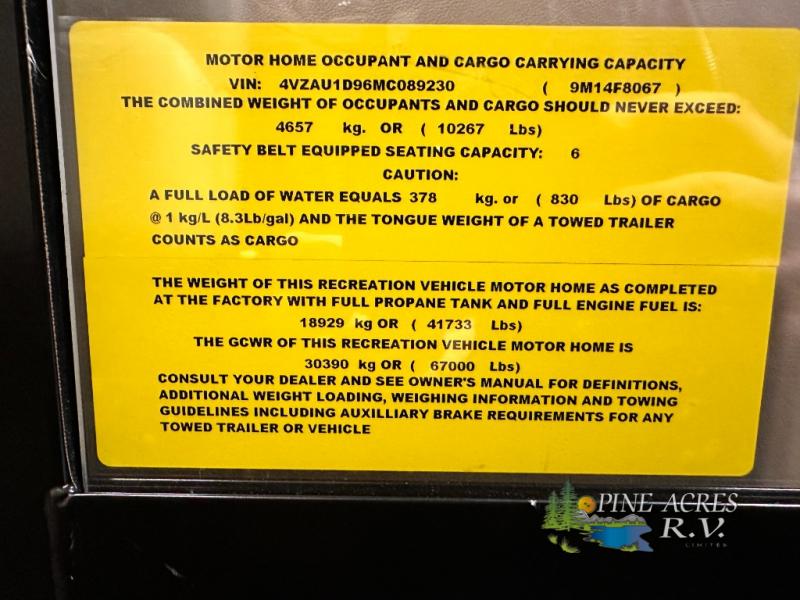 MOTOR HOME OCCUPANT AND CARGO CARRYING CAPACITY
VIN: 4VZAU1D96MC089230 ( 9M14F8067 )
THE COMBINED WEIGHT OF OCCUPANTS AND CARGO SHOULD NEVER EXCEED:
4657 kg. OR ( 10267 Lbs)
SAFETY BELT EQUIPPED SEATING CAPACITY: 6
CAUTION:
A FULL LOAD OF WATER EQUALS 378 kg. or ( 830 Lbs) OF CARGO
@ 1 kg/L (8.3Lb/gal) AND THE TONGUE WEIGHT OF A TOWED TRAILER
COUNTS AS CARGO
THE WEIGHT OF THIS RECREATION VEHICLE MOTOR HOME AS COMPLETED
AT THE FACTORY WITH FULL PROPANE TANK AND FULL ENGINE FUEL IS:
18929 kg OR ( 41733 Lbs)
THE GCWR OF THIS RECREATION VEHICLE MOTOR HOME IS
30390 kg OR ( 67000 Lbs)
CONSULT YOUR DEALER AND SEE OWNER'S MANUAL FOR DEFINITIONS,
ADDITIONAL WEIGHT LOADING, WEIGHING INFORMATION AND TOWING
GUIDELINES INCLUDING AUXILLIARY BRAKE REQUIREMENTS FOR ANY
TOWED TRAILER OR VEHICLE
PINE ACRES
R.V.
LIMITED